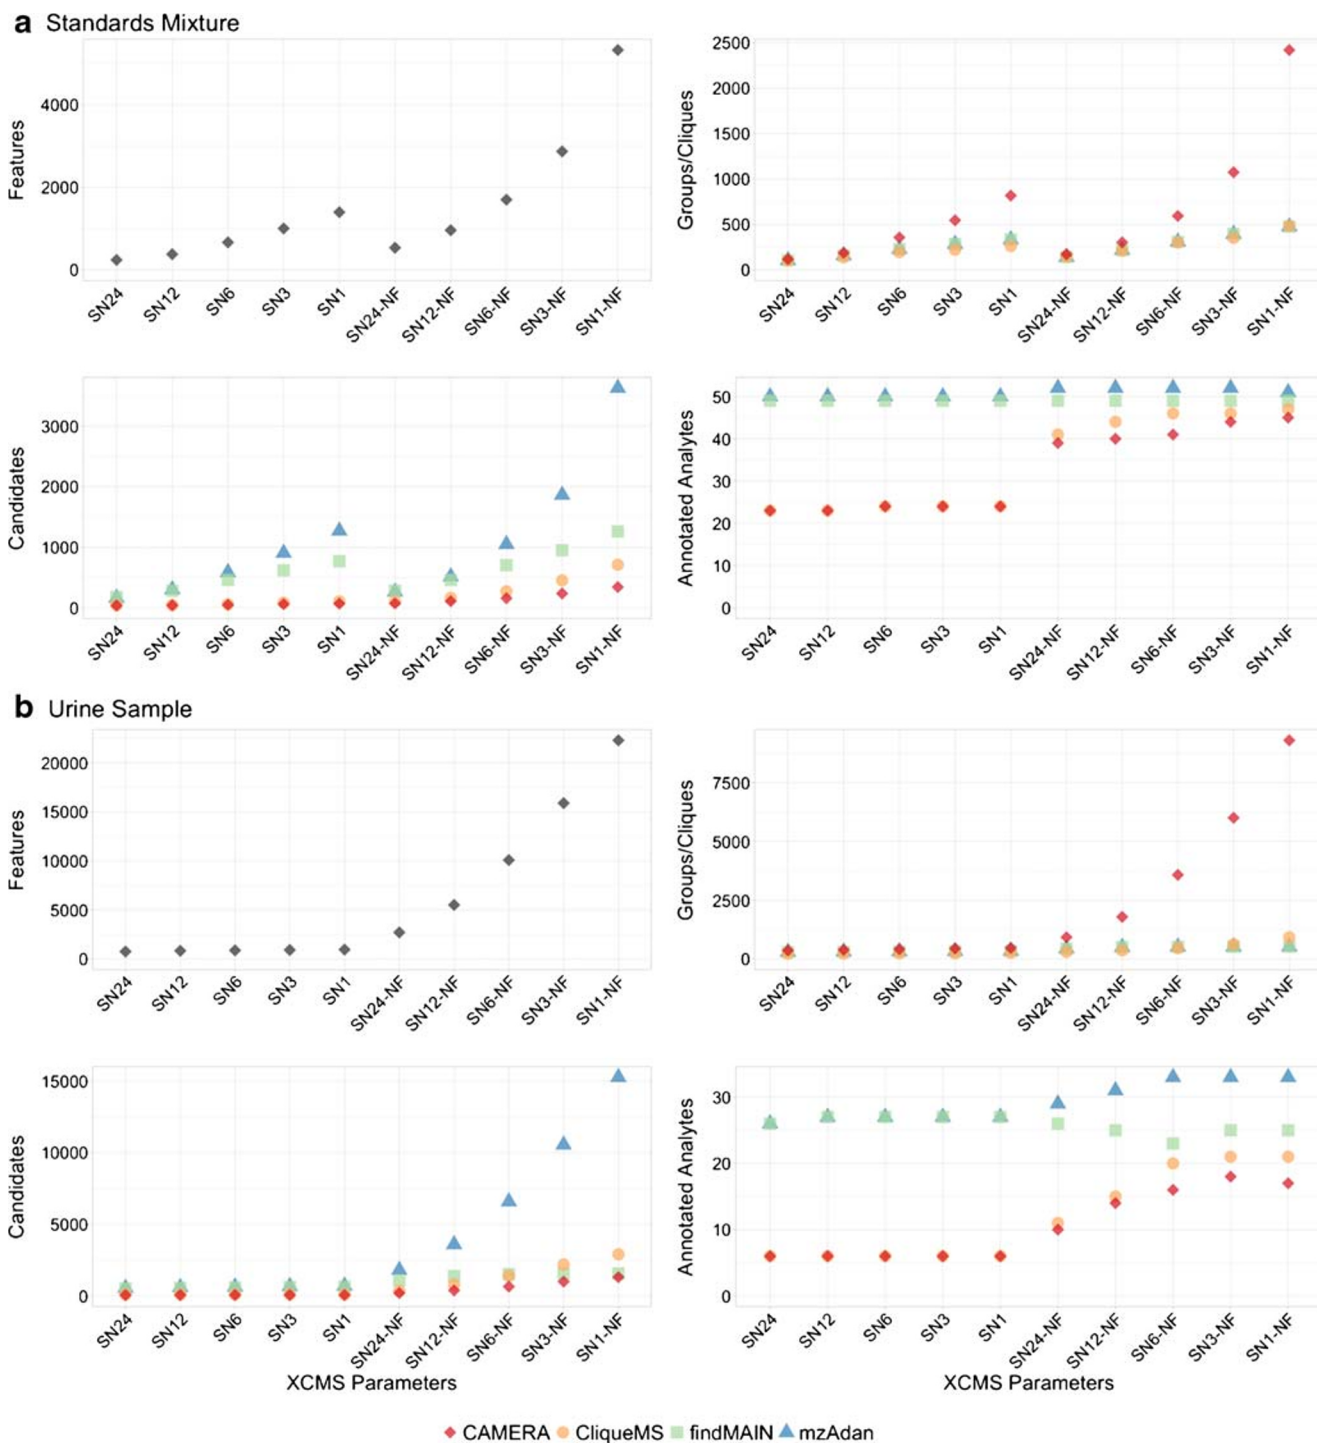 a Standards Mixture
Features
4000
2000
0
SN24 SN12 SN6 SN3 SN1 SN24-NF SN12-NF SN6-NF SN3-NF SN1-NF
Groups/Cliques
2500
2000
1500
1000
500
0
SN24 SN12 SN6 SN3 SN1 SN24-NF SN12-NF SN6-NF SN3-NF SN1-NF
Candidates
3000
2000
1000
0
SN24 SN12 SN6 SN3 SN1 SN24-NF SN12-NF SN6-NF SN3-NF SN1-NF
Annotated Analytes
50
40
30
20
10
0
SN24 SN12 SN6 SN3 SN1 SN24-NF SN12-NF SN6-NF SN3-NF SN1-NF
b Urine Sample
Features
20000
15000
10000
5000
0
SN24 SN12 SN6 SN3 SN1 SN24-NF SN12-NF SN6-NF SN3-NF SN1-NF
Groups/Cliques
7500
5000
2500
0
SN24 SN12 SN6 SN3 SN1 SN24-NF SN12-NF SN6-NF SN3-NF SN1-NF
Candidates
15000
10000
5000
0
SN24 SN12 SN6 SN3 SN1 SN24-NF SN12-NF SN6-NF SN3-NF SN1-NF
XCMS Parameters
Annotated Analytes
30
20
10
0
SN24 SN12 SN6 SN3 SN1 SN24-NF SN12-NF SN6-NF SN3-NF SN1-NF
XCMS Parameters
CAMERA CliqueMS findMAIN mzAdan